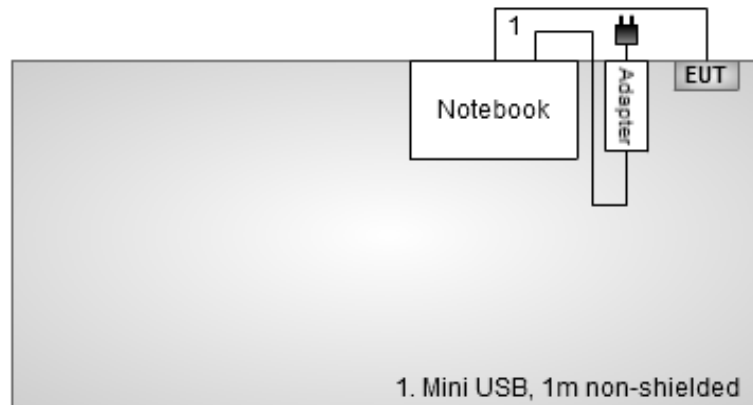 1
Notebook
Adapter
EUT
1. Mini USB, 1m non-shielded